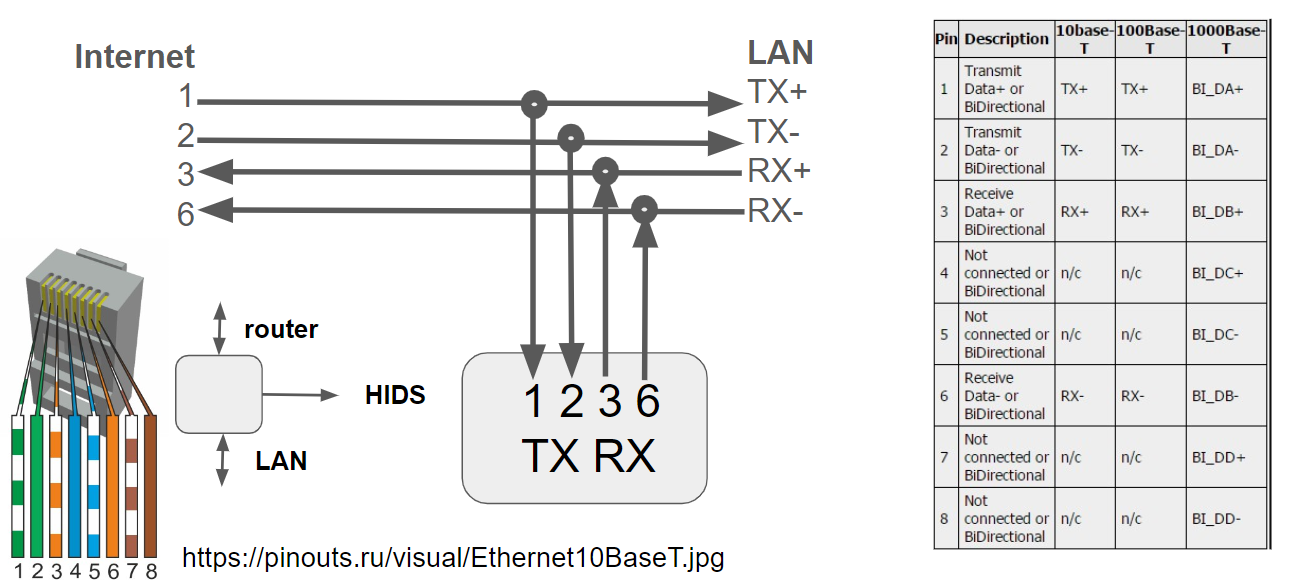 Internet
LAN
1
TX+
2
TX-
3
RX+
6
RX-
router
HIDS
LAN
1 2 3 6
TX RX
1 2 3 4 5 6 7 8
https://pinouts.ru/visual/Ethernet10BaseT.jpg
Pin Description 10base-T 100Base-T 1000Base-T
1 Transmit Data+ or BiDirectional TX+ TX+ BI_DA+
2 Transmit Data- or BiDirectional TX- TX- BI_DA-
3 Receive Data+ or BiDirectional RX+ RX+ BI_DB+
4 Not connected or BiDirectional n/c n/c BI_DC+
5 Not connected or BiDirectional n/c n/c BI_DC-
6 Receive Data- or BiDirectional RX- RX- BI_DB-
7 Not connected or BiDirectional n/c n/c BI_DD+
8 Not connected or BiDirectional n/c n/c BI_DD-